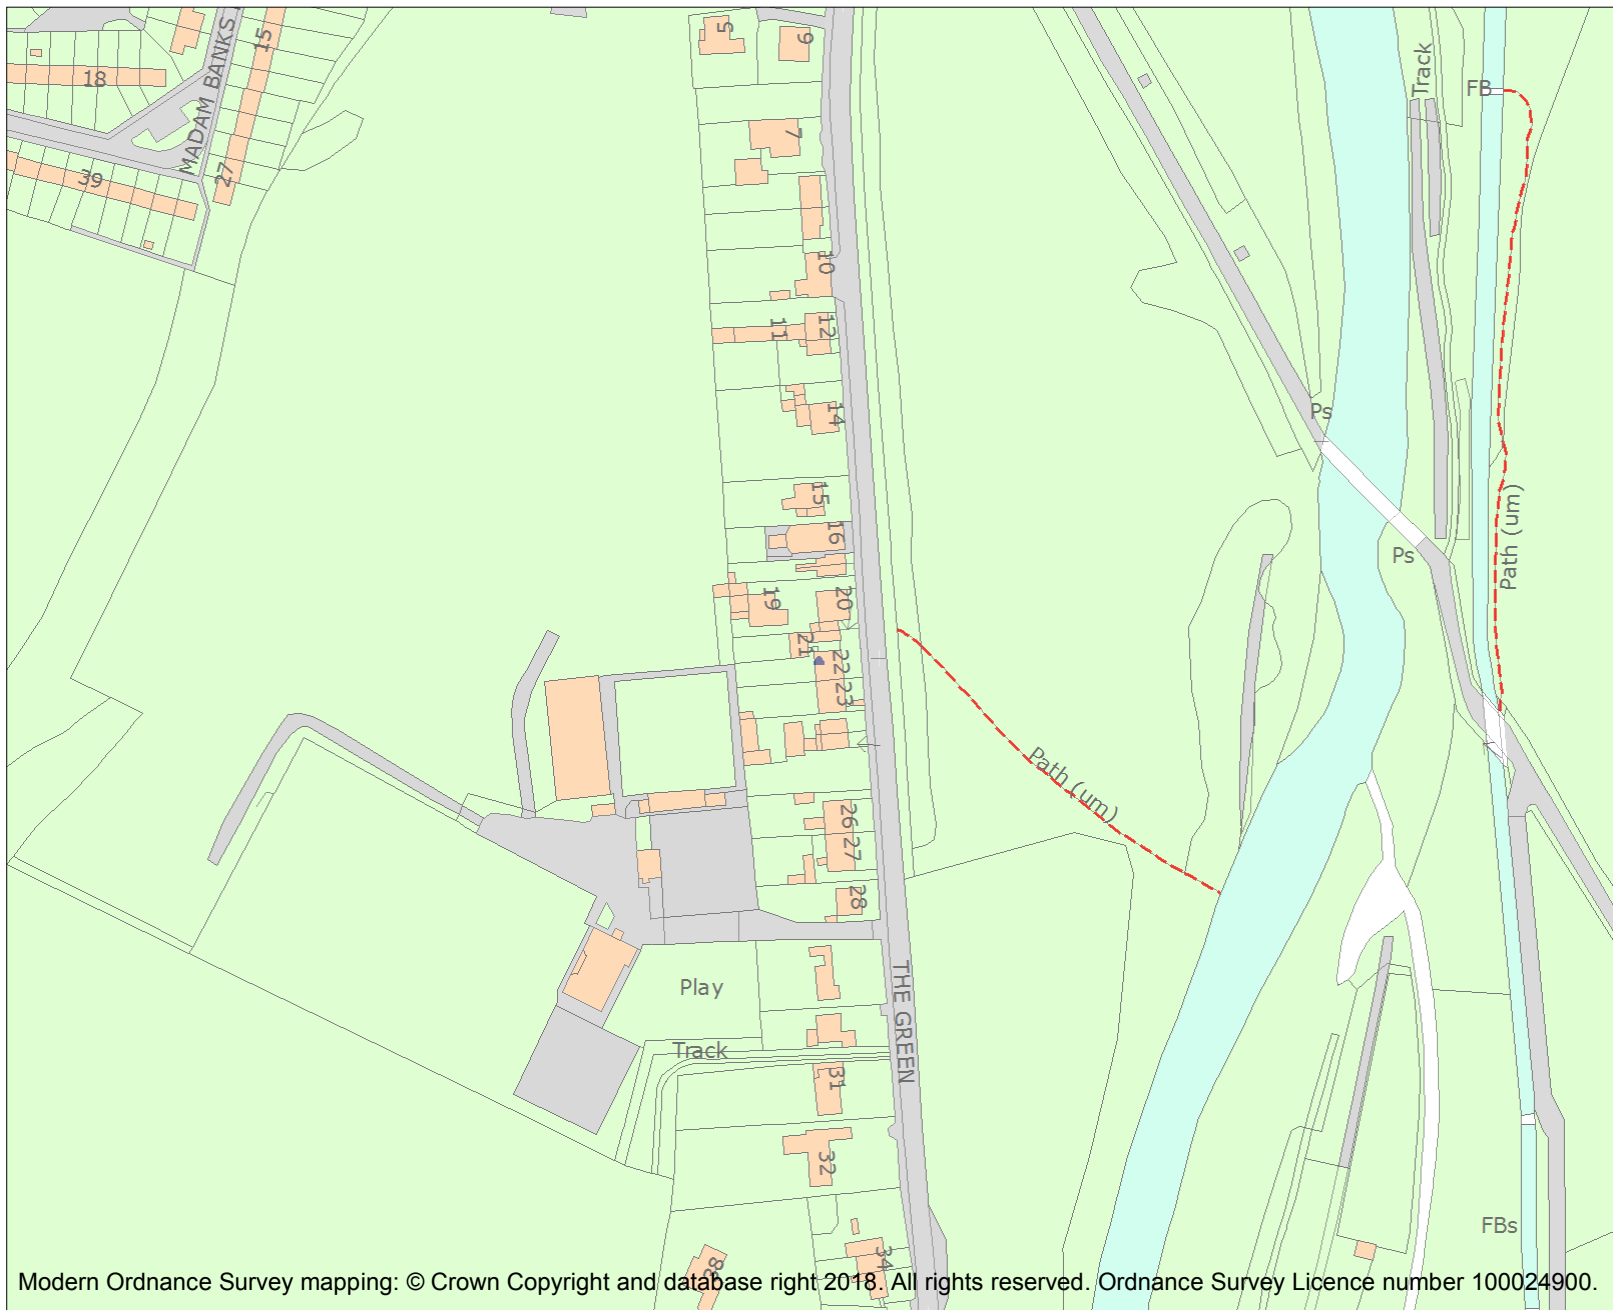 5
9
15
18
MADAM BANKS
Track
FB
7
39
27
10
11
12
14
Ps
15
16
Ps
Path (um)
19
20
21
22
23
Path (um)
26
27
28
THE GREEN
Play
Track
31
32
FBs
34
38
Modern Ordnance Survey mapping: © Crown Copyright and database right 2018. All rights reserved. Ordnance Survey Licence number 100024900.